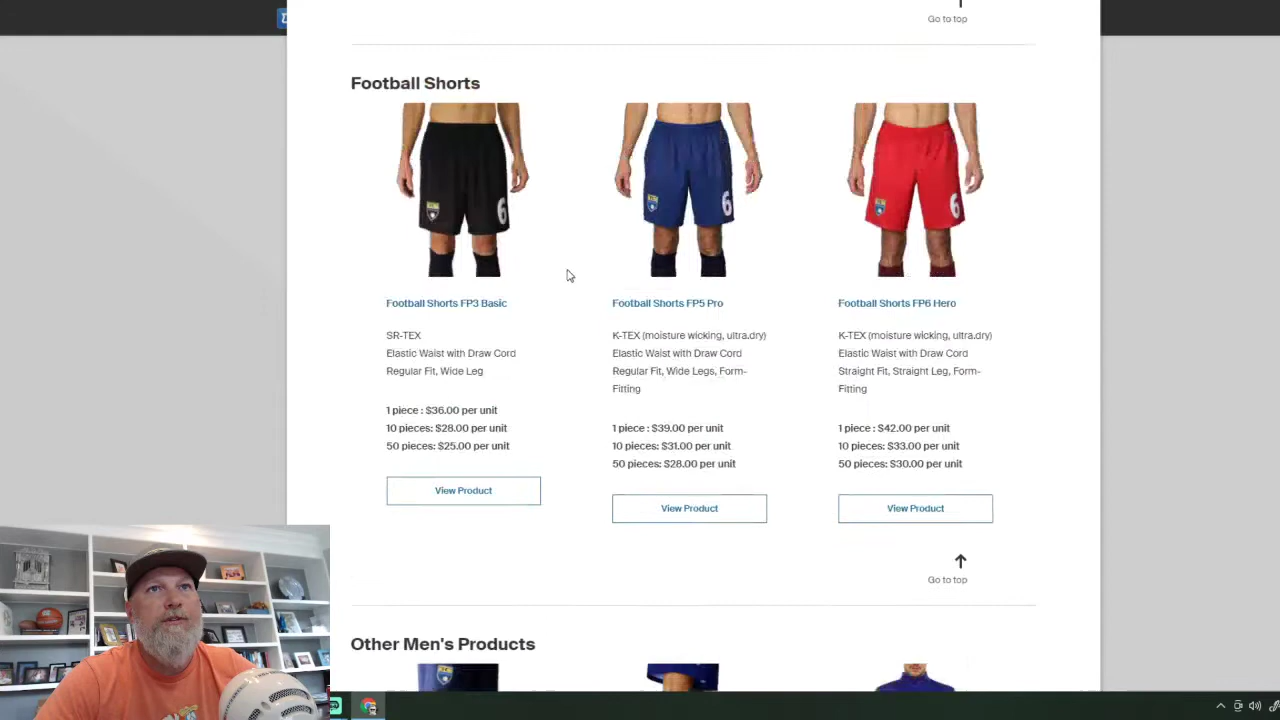 Go to top
Football Shorts
6
6
6
Football Shorts FP3 Basic
SR-TEX
Elastic Waist with Draw Cord
Regular Fit, Wide Leg
1 piece : $36.00 per unit
10 pieces: $28.00 per unit
50 pieces: $25.00 per unit
View Product
Football Shorts FP5 Pro
K-TEX (moisture wicking, ultra.dry)
Elastic Waist with Draw Cord
Regular Fit, Wide Legs, Form-
Fitting
1 piece : $39.00 per unit
10 pieces: $31.00 per unit
50 pieces: $28.00 per unit
View Product
Football Shorts FP6 Hero
K-TEX (moisture wicking, ultra.dry)
Elastic Waist with Draw Cord
Straight Fit, Straight Leg, Form-
Fitting
1 piece : $42.00 per unit
10 pieces: $33.00 per unit
50 pieces: $30.00 per unit
View Product
Go to top
Other Men's Products